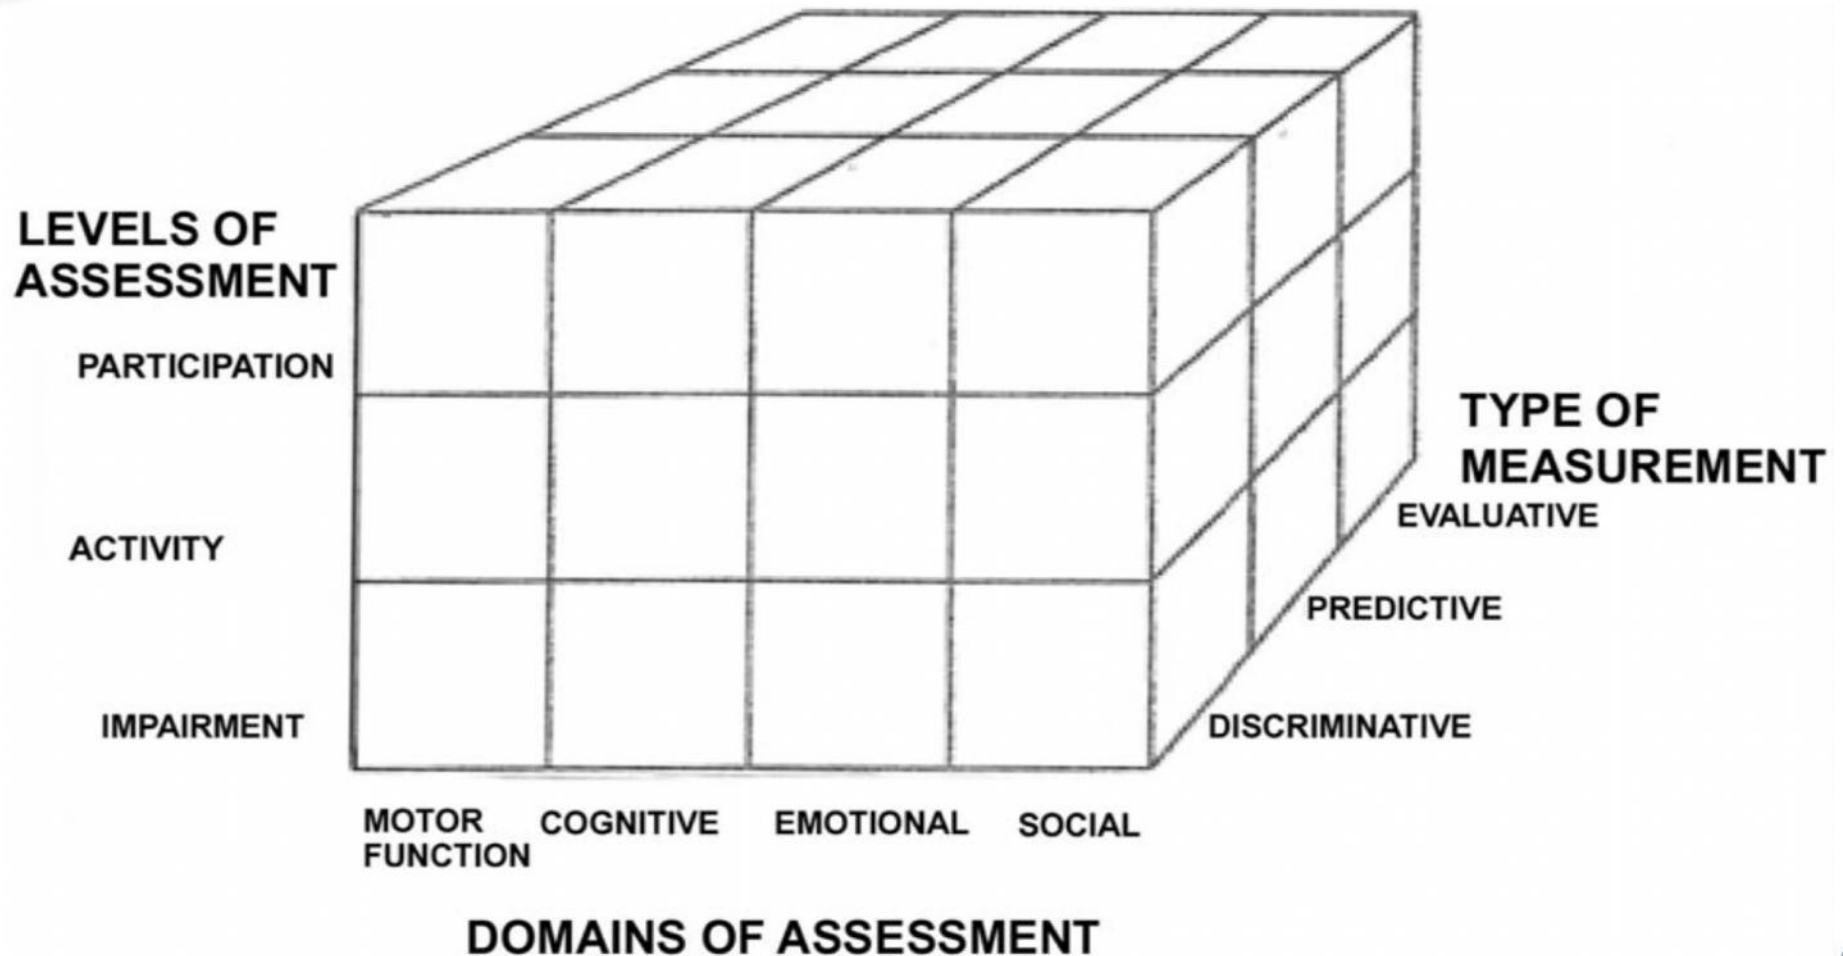 LEVELS OF
ASSESSMENT
PARTICIPATION
ACTIVITY
IMPAIRMENT
MOTOR
FUNCTION
COGNITIVE
EMOTIONAL
SOCIAL
DOMAINS OF ASSESSMENT
TYPE OF
MEASUREMENT
EVALUATIVE
PREDICTIVE
DISCRIMINATIVE